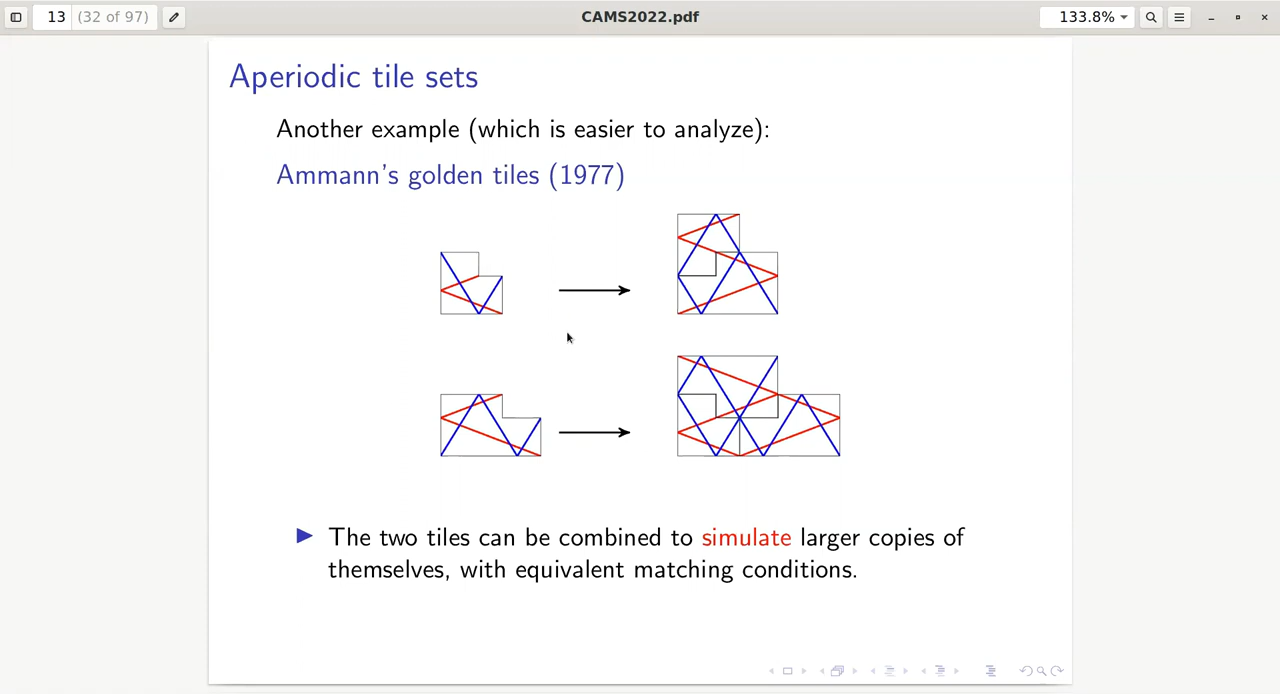 13 (32 of 97)
CAMS2022.pdf
133.8%
Aperiodic tile sets
Another example (which is easier to analyze):
Ammann's golden tiles (1977)
The two tiles can be combined to simulate larger copies of
themselves, with equivalent matching conditions.